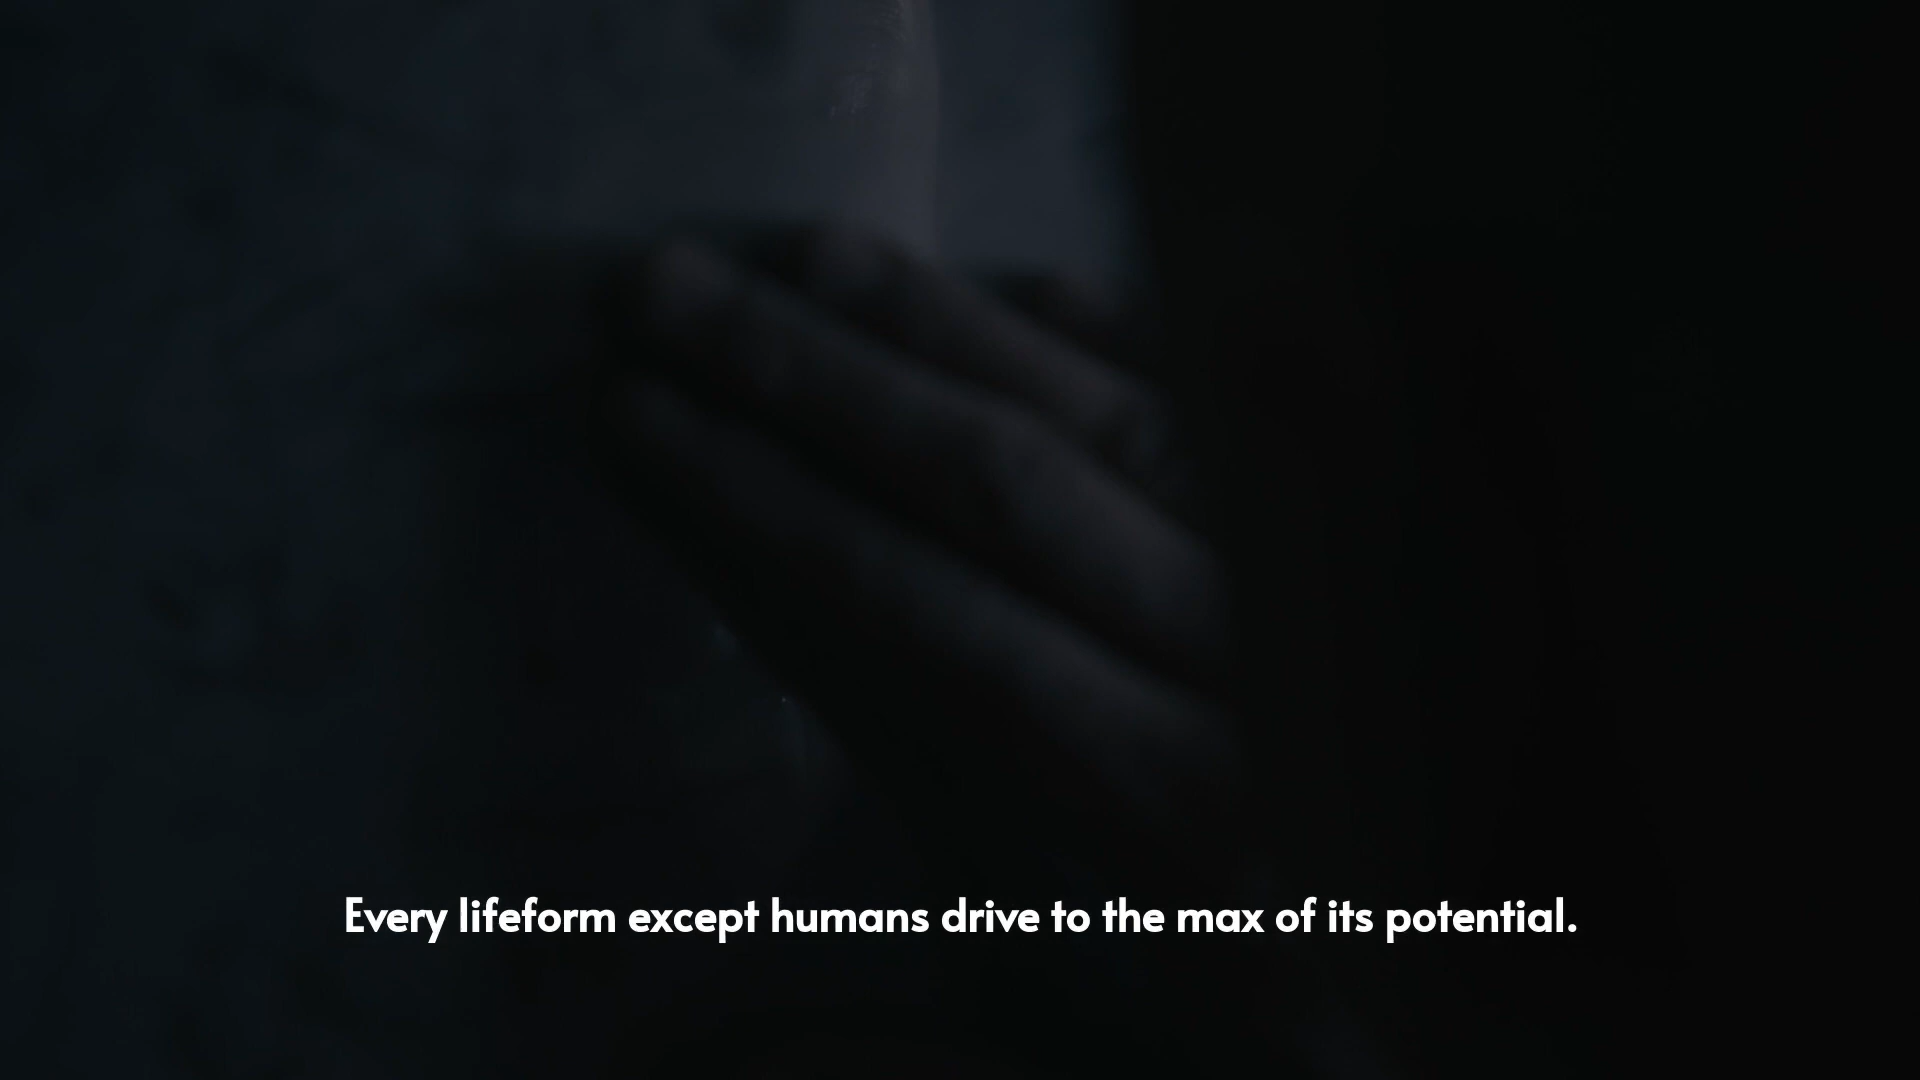 Every lifeform except humans drive to the max of its potential.